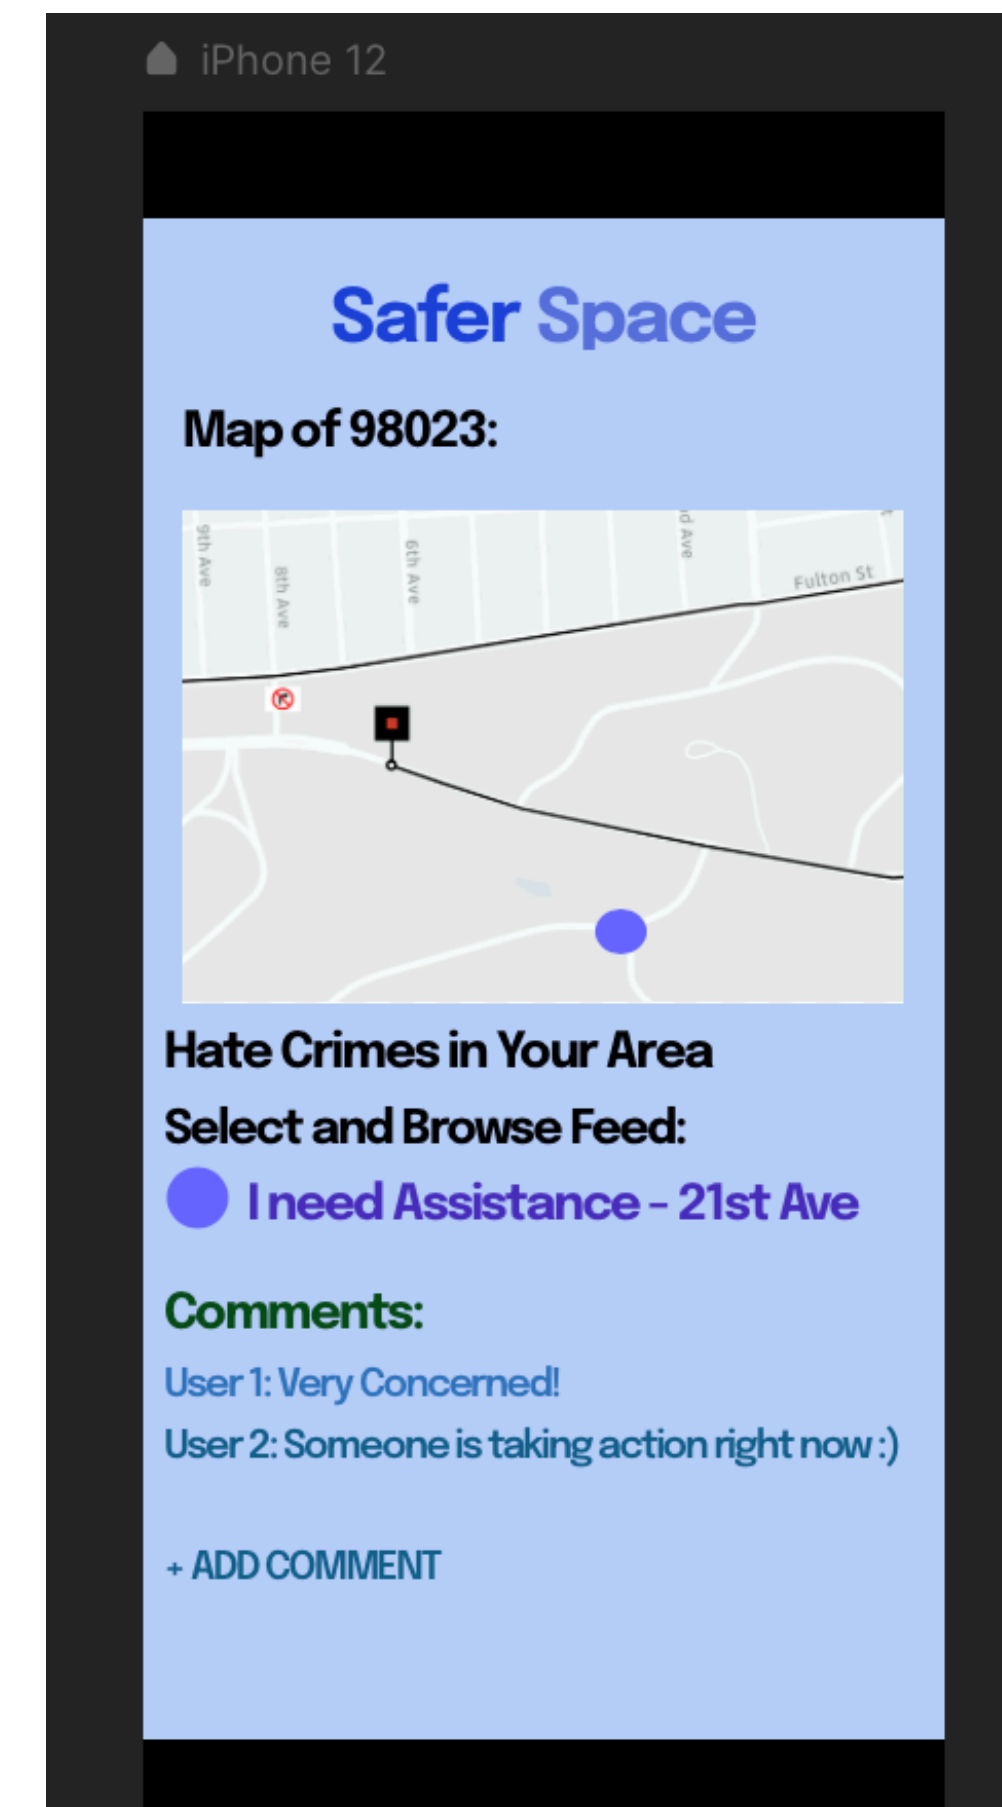 iPhone 12
Safer Space
Map of 98023:
9th Ave
8th Ave
6th Ave
d Ave
Fulton St
Hate Crimes in Your Area
Select and Browse Feed:
I need Assistance - 21st Ave
Comments:
User 1: Very Concerned!
User 2: Someone is taking action right now :)
+ ADD COMMENT